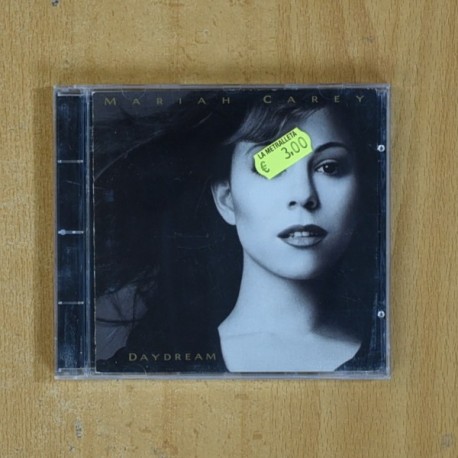 MARIAH CAREY
LA METRALLETA
€ 3,00
DAYDREAM